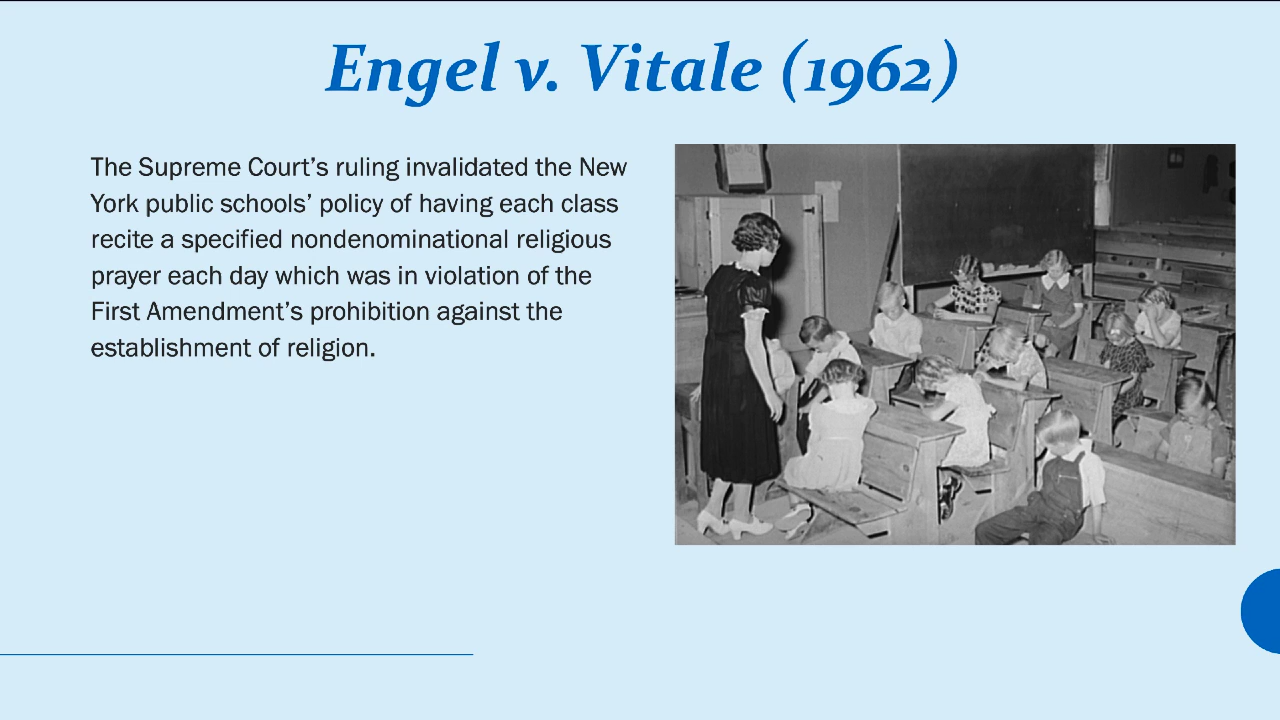 Engel v. Vitale (1962)
The Supreme Court’s ruling invalidated the New
York public schools’ policy of having each class
recite a specified nondenominational religious
prayer each day which was in violation of the
First Amendment’s prohibition against the
establishment of religion.